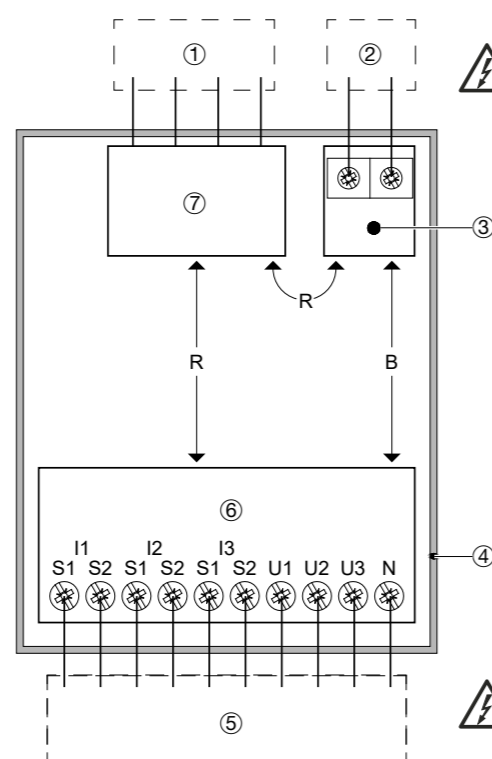 ① ②
⑦ ③
R
R B
⑥
I1 I2 I3
S1 S2 S1 S2 S1 S2 U1 U2 U3 N
④
⑤